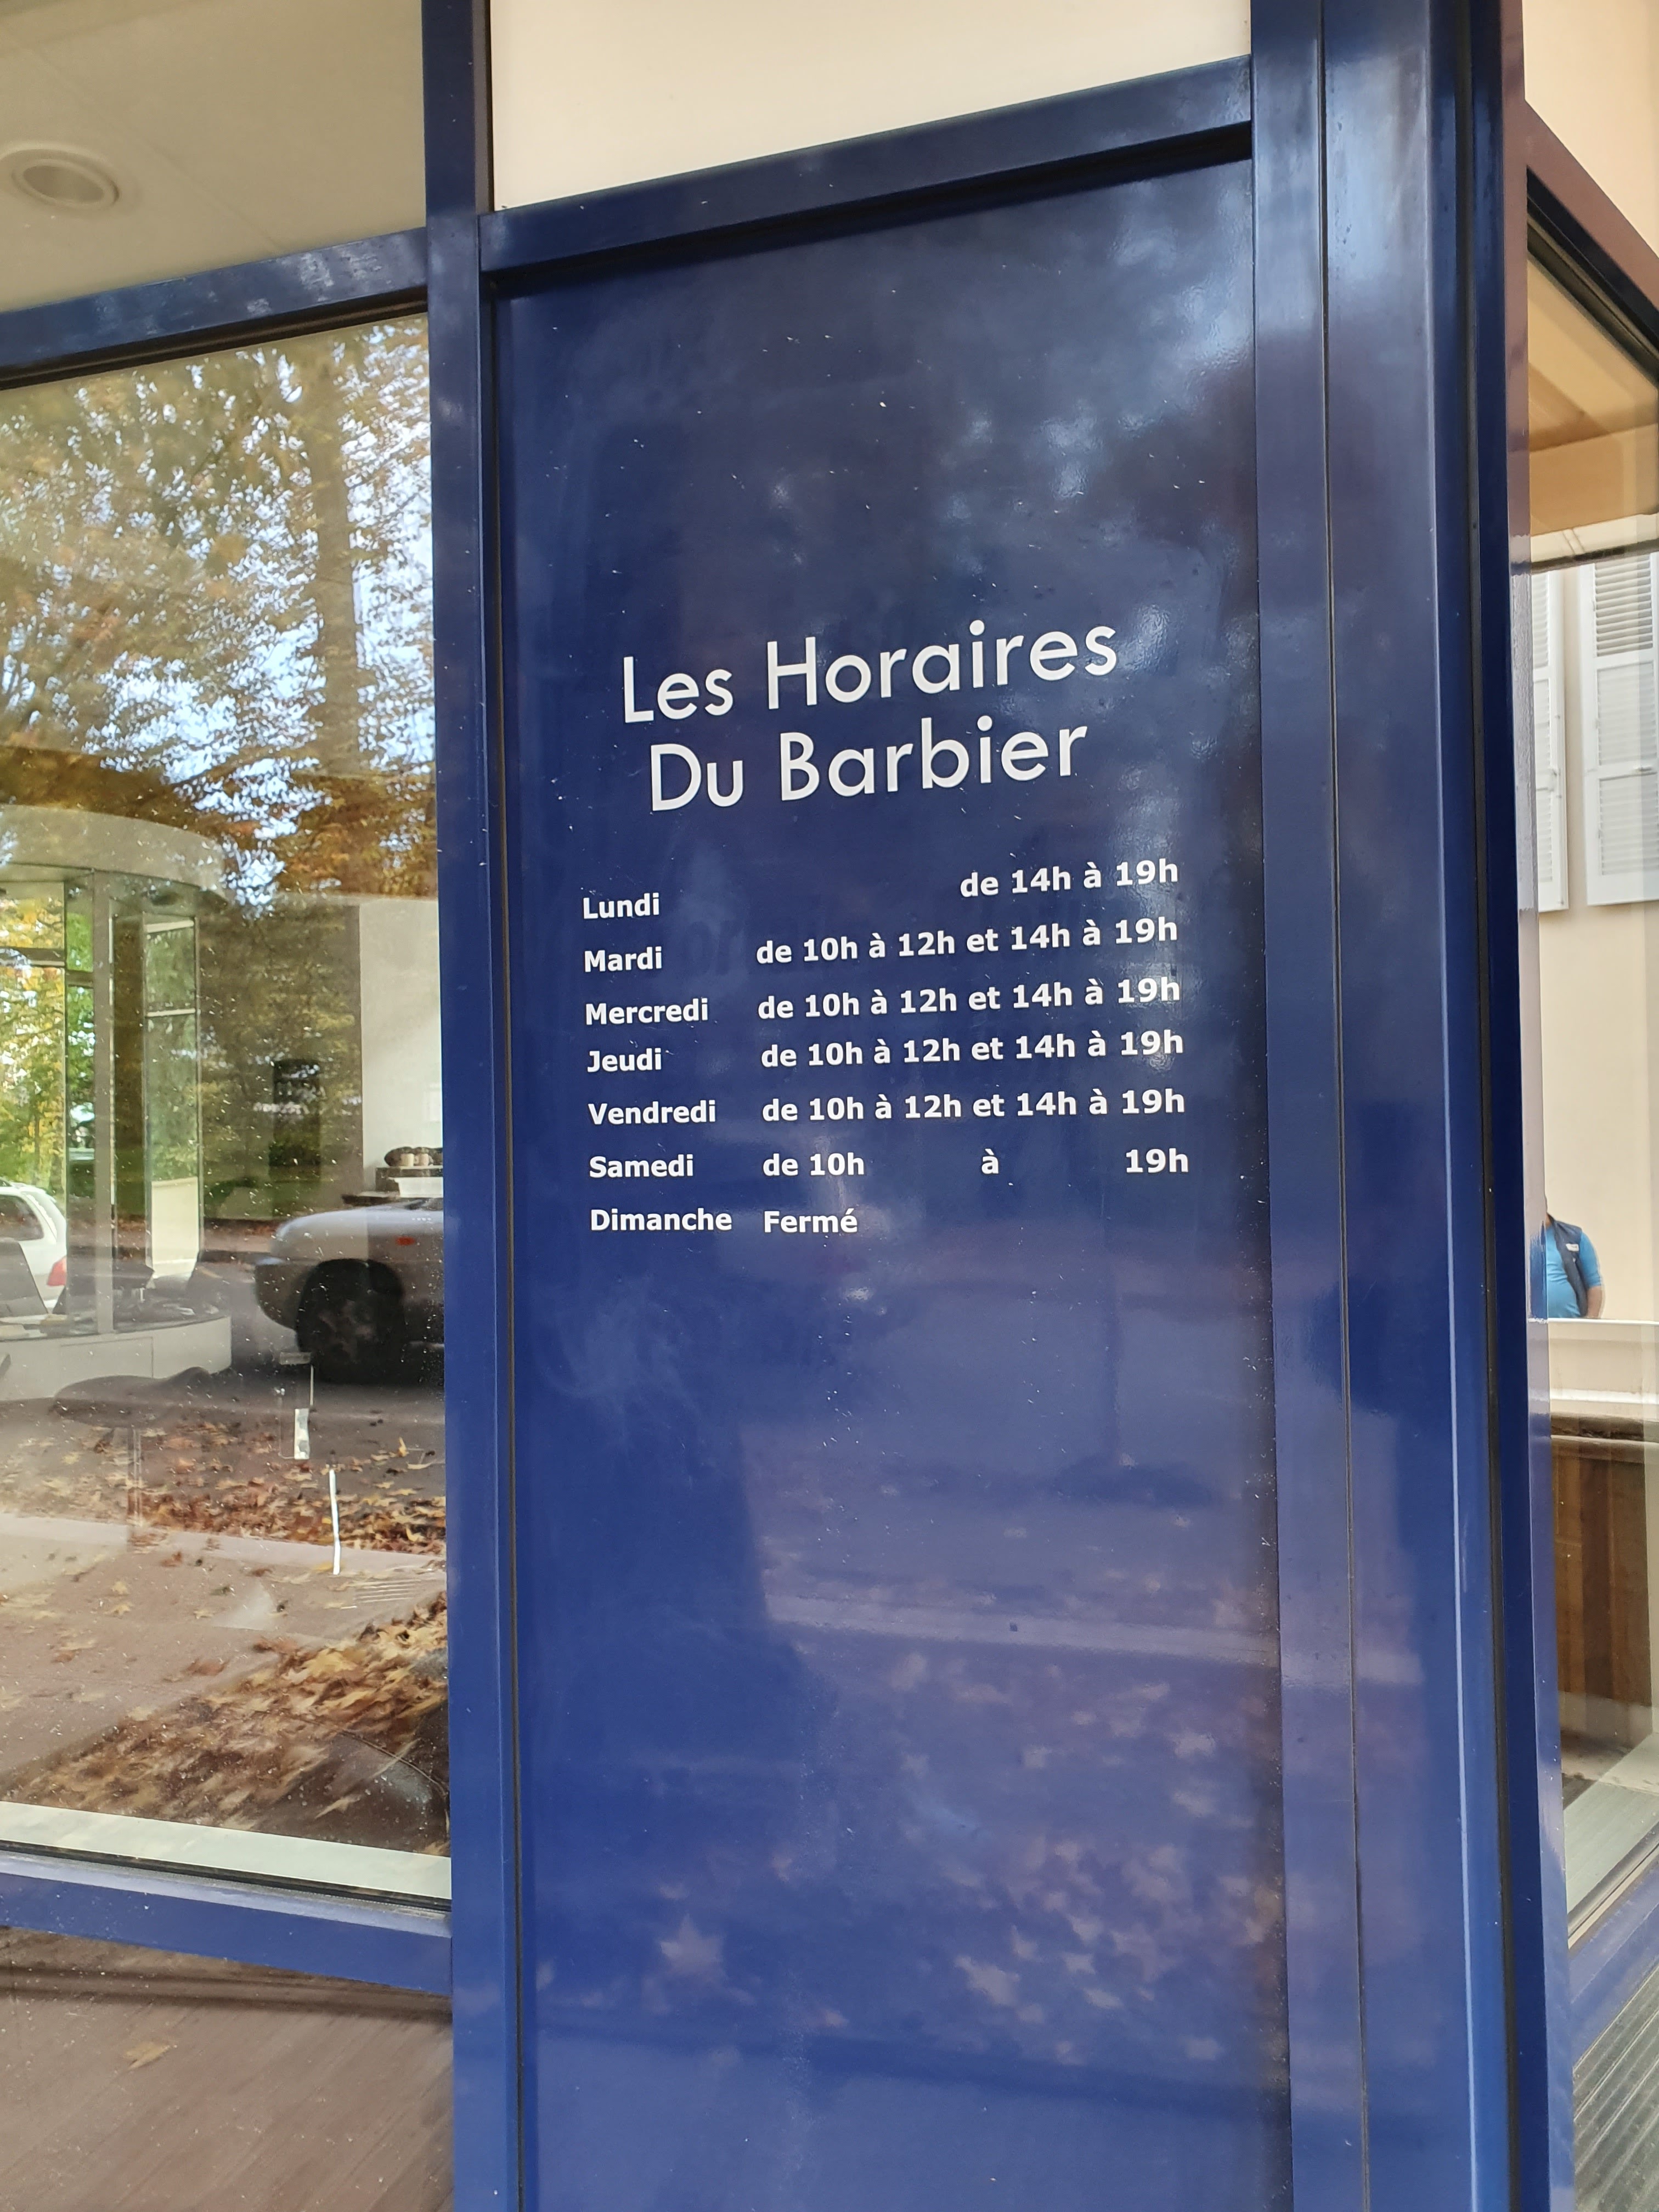 Les Horaires
Du Barbier
Lundi de 14h à 19h
Mardi de 10h à 12h et 14h à 19h
Mercredi de 10h à 12h et 14h à 19h
Jeudi de 10h à 12h et 14h à 19h
Vendredi de 10h à 12h et 14h à 19h
Samedi de 10h à 19h
Dimanche Fermé